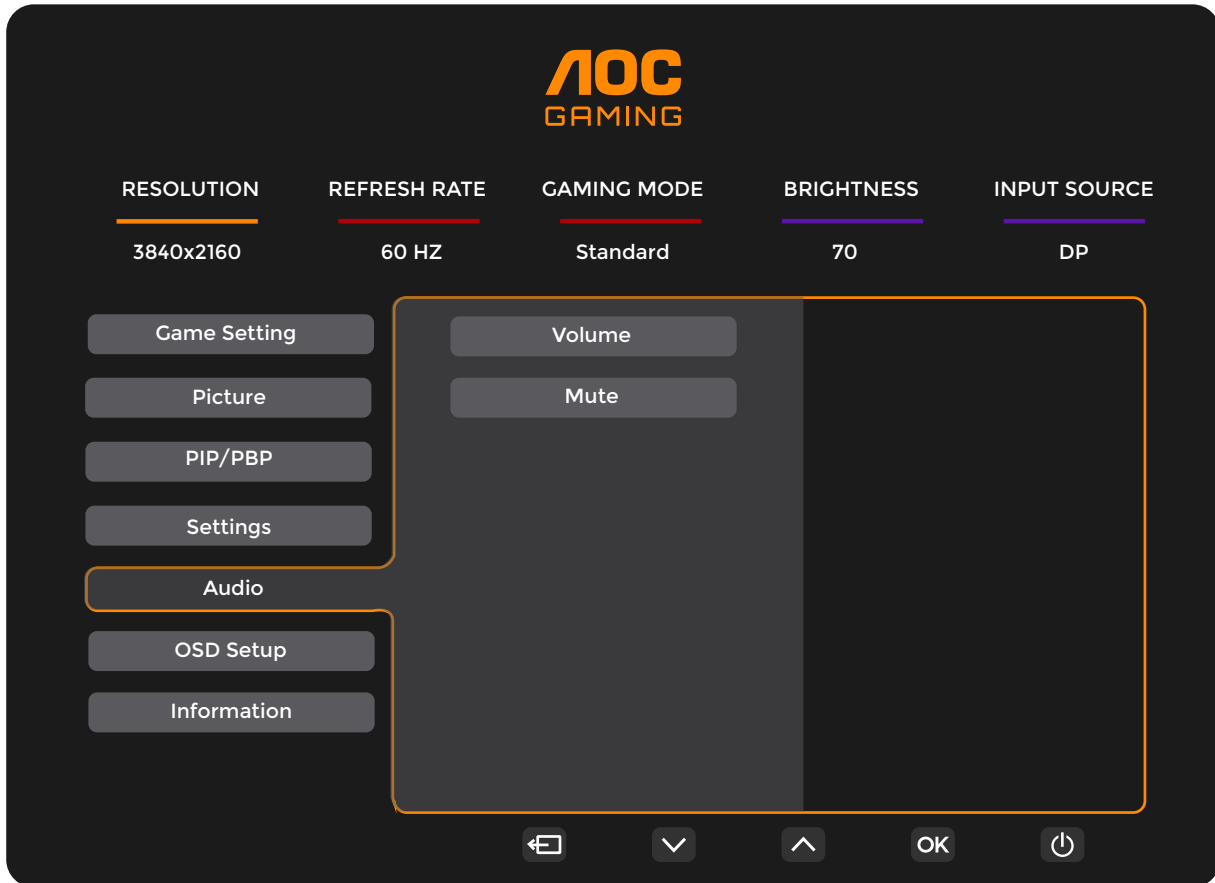 AOC
GAMING
RESOLUTION REFRESH RATE GAMING MODE BRIGHTNESS INPUT SOURCE
3840x2160 60 HZ Standard 70 DP
Game Setting Volume
Picture Mute
PIP/PBP
Settings
Audio
OSD Setup
Information
OK